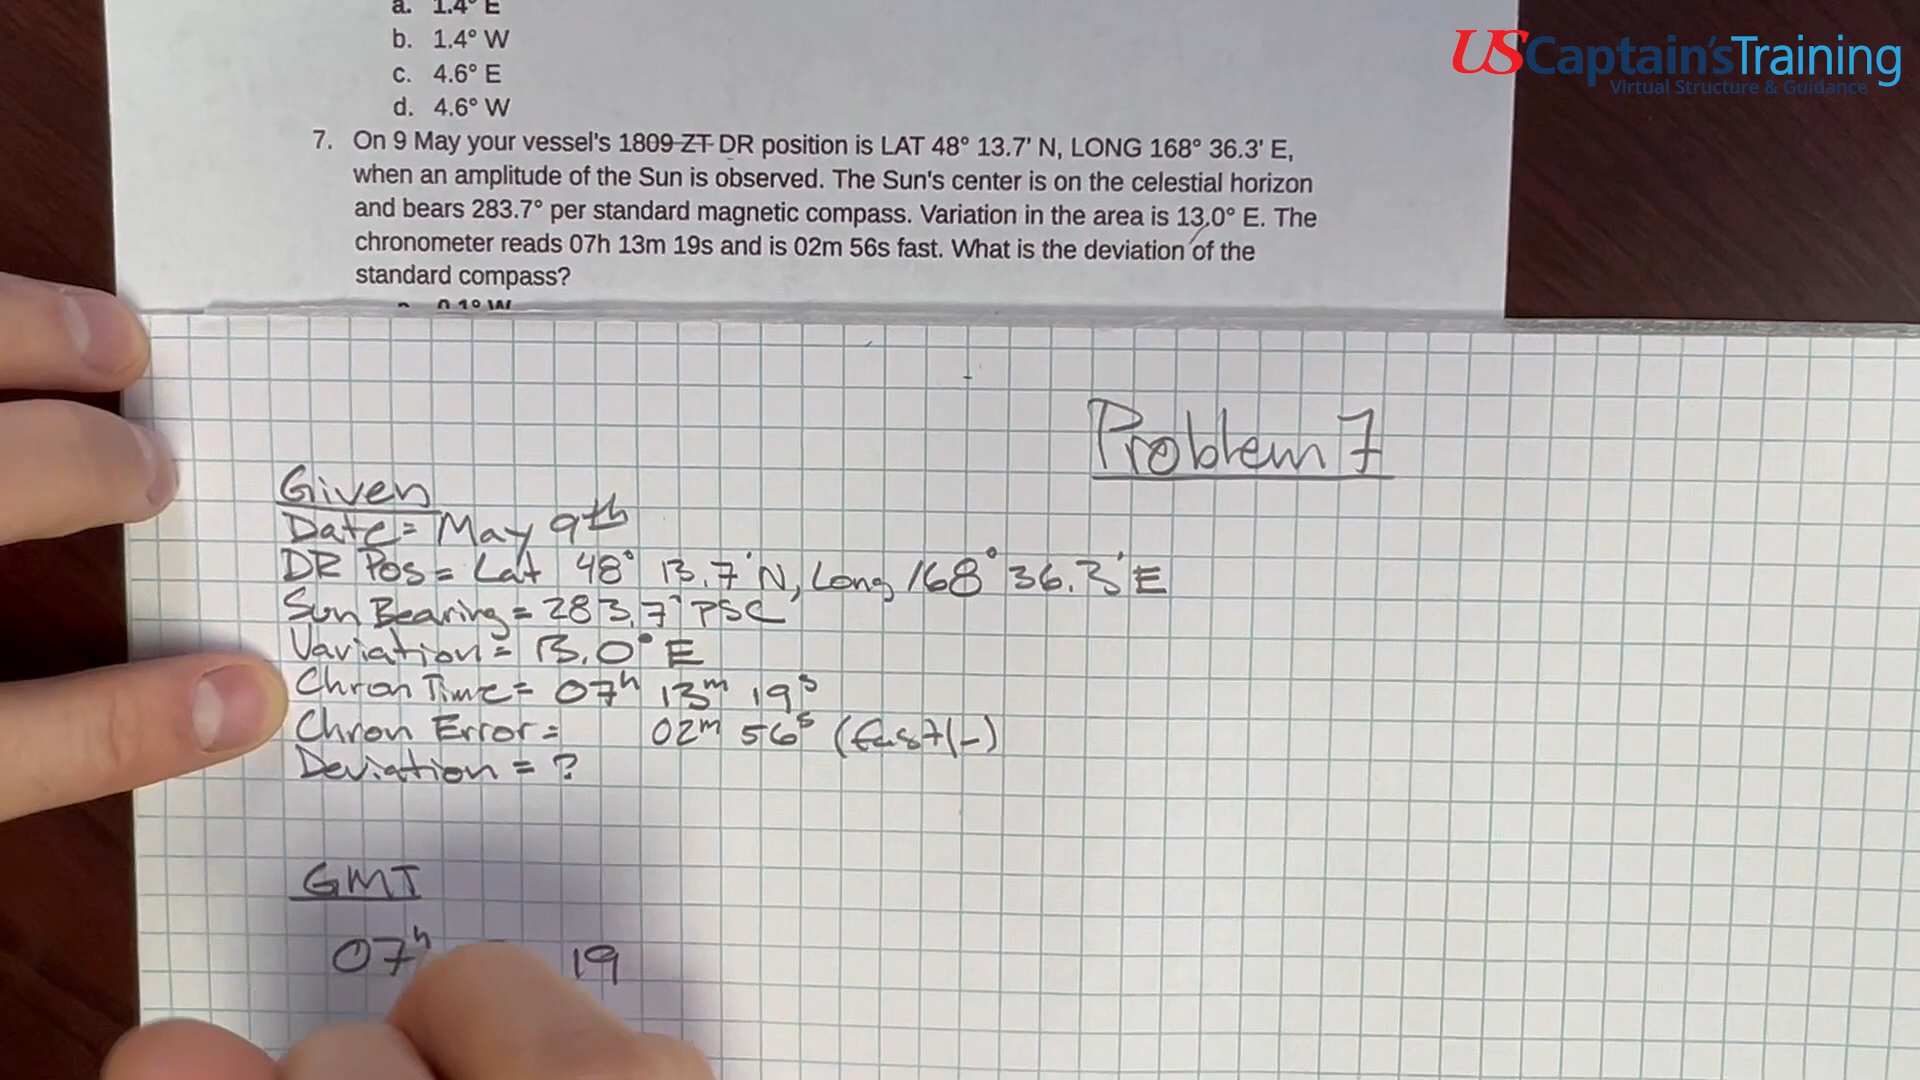 a. 1.4° E
b. 1.4° W
c. 4.6° E
d. 4.6° W
USCaptain'sTraining
Virtual Structure & Guidance
7. On 9 May your vessel's 1809 ZT DR position is LAT 48° 13.7' N, LONG 168° 36.3' E,
when an amplitude of the Sun is observed. The Sun's center is on the celestial horizon
and bears 283.7° per standard magnetic compass. Variation in the area is 13.0° E. The
chronometer reads 07h 13m 19s and is 02m 56s fast. What is the deviation of the
standard compass?
Problem 7
Given
Date = May 9th
DR Pos = Lat 48° 13.7' N, Long 168° 36.3' E
Sun Bearing = 283.7° PSC
Variation = 13.0° E
Chron Time = 07h 13m 19s
Chron Error = 02m 56s (fast/-)
Deviation = ?
GMT
07h 19